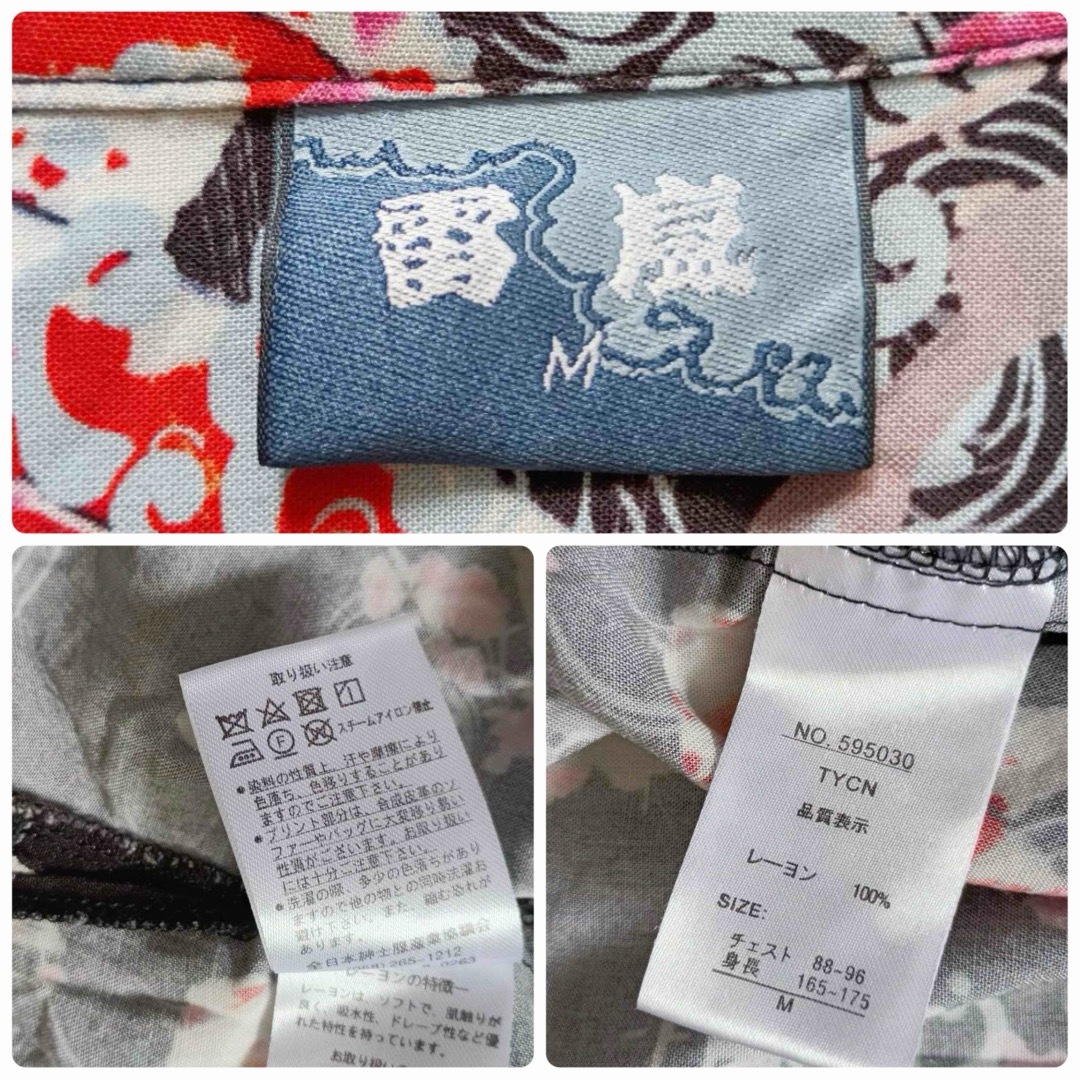 M
取り扱い注意
スチームアイロン禁止
F
●染料の性質上、汗や摩擦により
色落ち、色移りすることがあり
ますのでご注意下さい。
●プリント部分は、合成皮革のソ
ファーやバッグに大変移り易い
性質がございます。お取り扱い
には十分ご注意下さい。
●洗濯の際、多少の色落ちがあり
ますので他の物との同時洗濯お
避け下さい。また、縮む恐れが
あります。
全日本紳士服産業協議会
265-1212
0263
レーヨンの特徴ー
レーヨンは、ソフトで、肌触りが
良く、吸水性、ドレープ性など優
れた特性を持っています。
お取り扱い
NO. 595030
TYCN
品質表示
レーヨン 100%
SIZE:
チェスト 88-96
身長 165-175
M